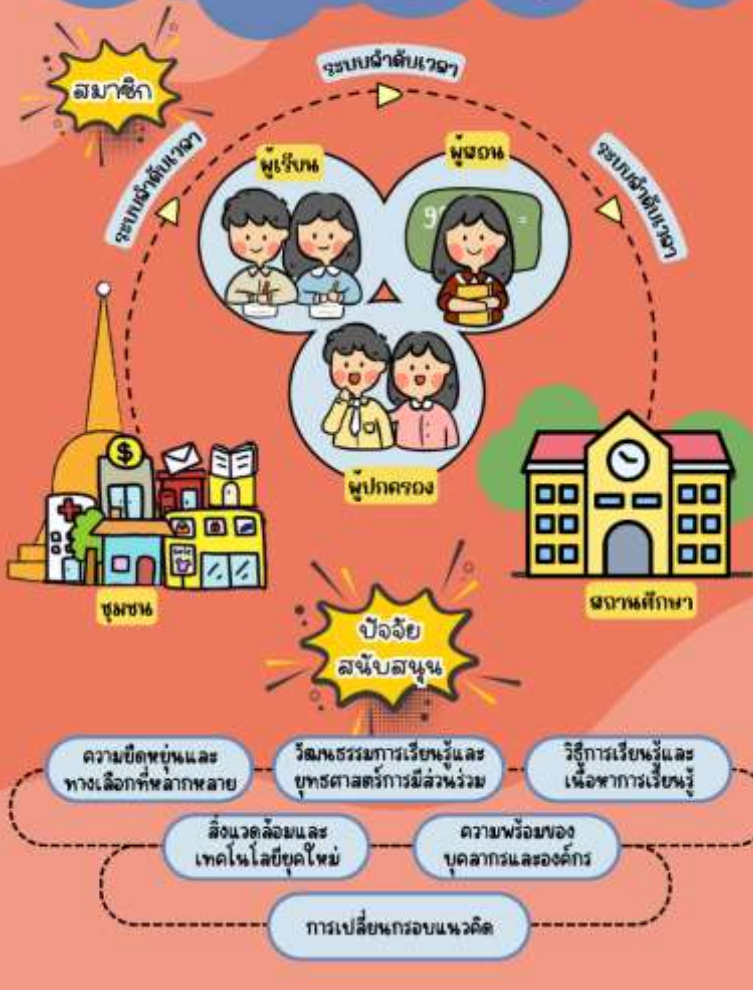 สมาชิก
ระบบลำดับเวลา
ระบบลำดับเวลา
ระบบลำดับเวลา
ผู้เรียน
ผู้สอน
ผู้ปกครอง
ชุมชน
สถานศึกษา
ปัจจัย
สนับสนุน
ความยืดหยุ่นและ
ทางเลือกที่หลากหลาย
วัฒนธรรมการเรียนรู้และ
ยุทธศาสตร์การมีส่วนร่วม
วิธีการเรียนรู้และ
เนื้อหาการเรียนรู้
สิ่งแวดล้อมและ
เทคโนโลยียุคใหม่
ความพร้อมของ
บุคลากรและองค์กร
การเปลี่ยนกรอบแนวคิด